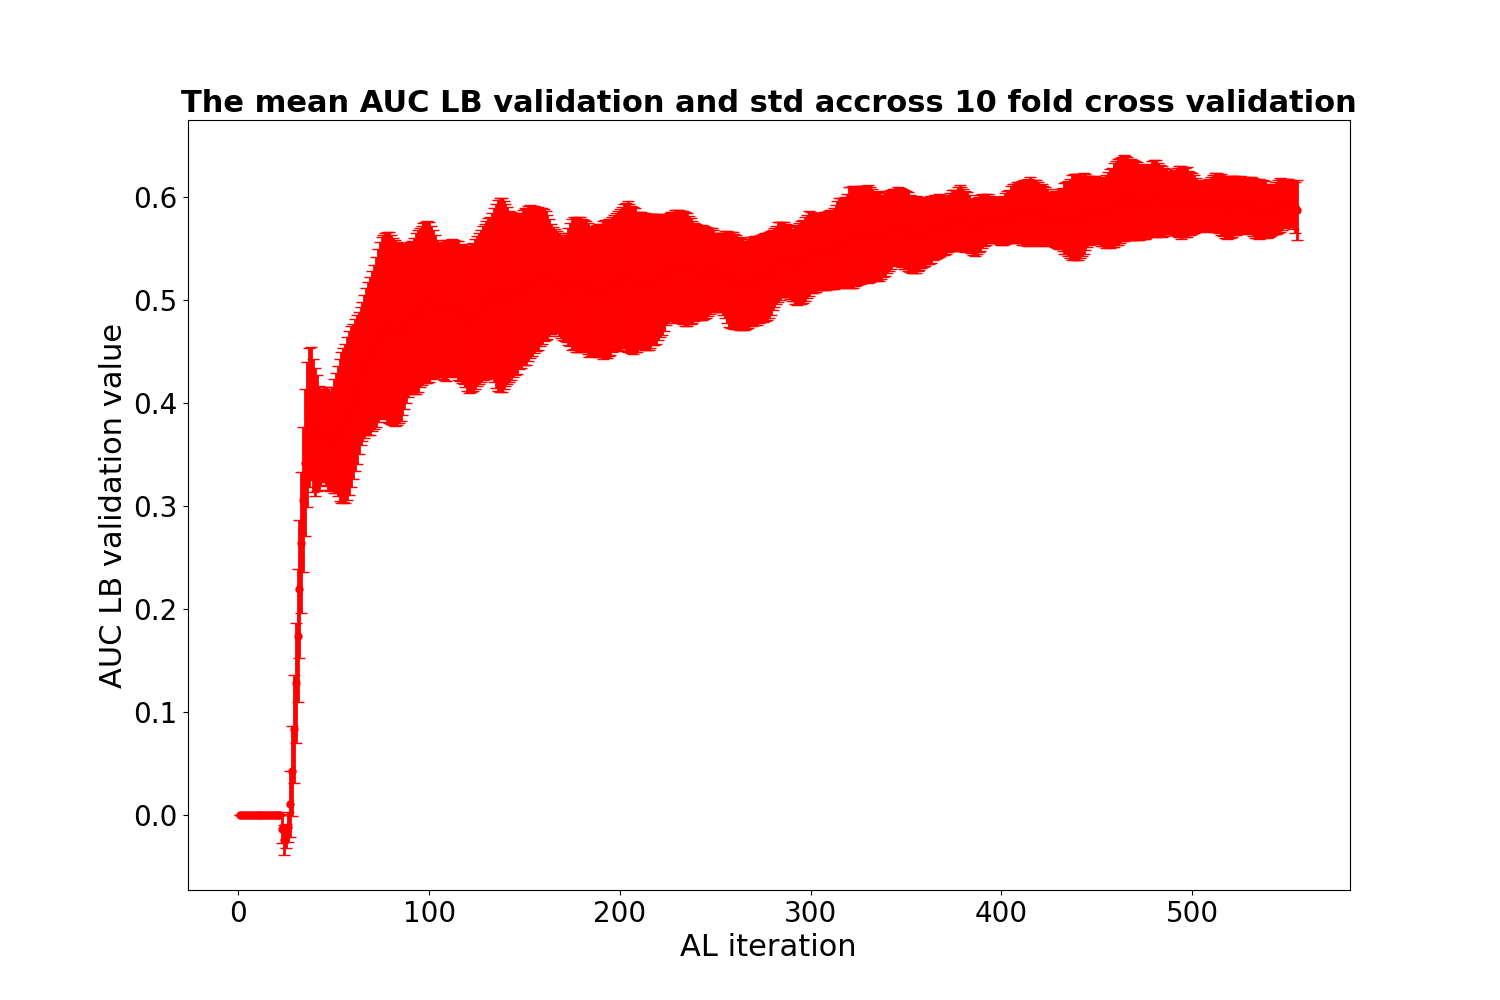 The mean AUC LB validation and std accross 10 fold cross validation
0.6
0.5
0.4
0.3
0.2
0.1
0.0
AUC LB validation value
0 100 200 300 400 500
AL iteration